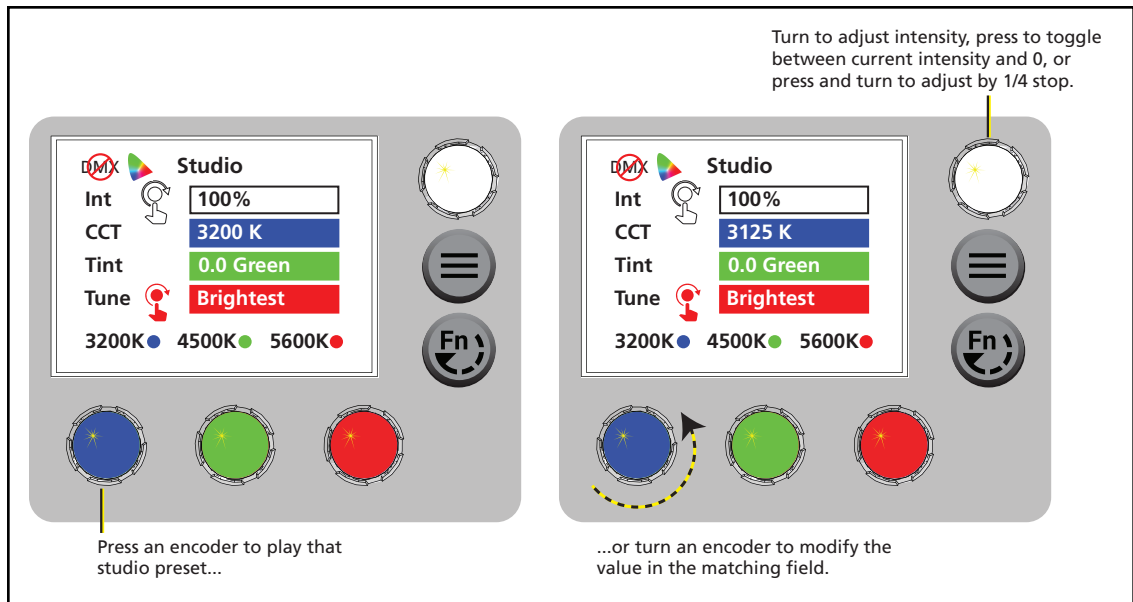 Turn to adjust intensity, press to toggle
between current intensity and 0, or
press and turn to adjust by 1/4 stop.
DMX Studio
Int 100%
CCT 3200 K
Tint 0.0 Green
Tune Brightest
3200K 4500K 5600K
Fn
DMX Studio
Int 100%
CCT 3125 K
Tint 0.0 Green
Tune Brightest
3200K 4500K 5600K
Fn
Press an encoder to play that
studio preset...
...or turn an encoder to modify the
value in the matching field.